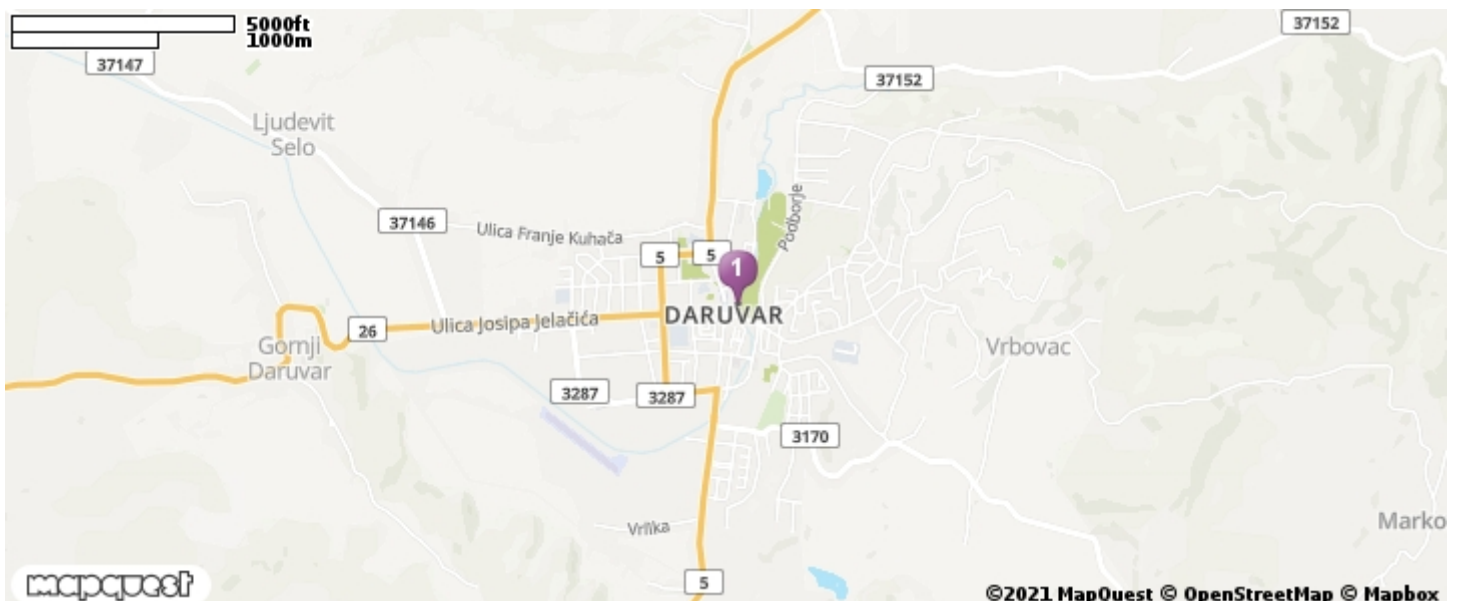 5000ft
1000m
37152
37147
37152
Ljudevit
Selo
37146
Ulica Franje Kuhača
Podborje
5
5
1
DARUVAR
26
Ulica Josipa Jelačića
Gornji
Daruvar
Vrbovac
3287
3287
3170
Vrlika
Marko
5
mapquest
©2021 MapQuest © OpenStreetMap © Mapbox